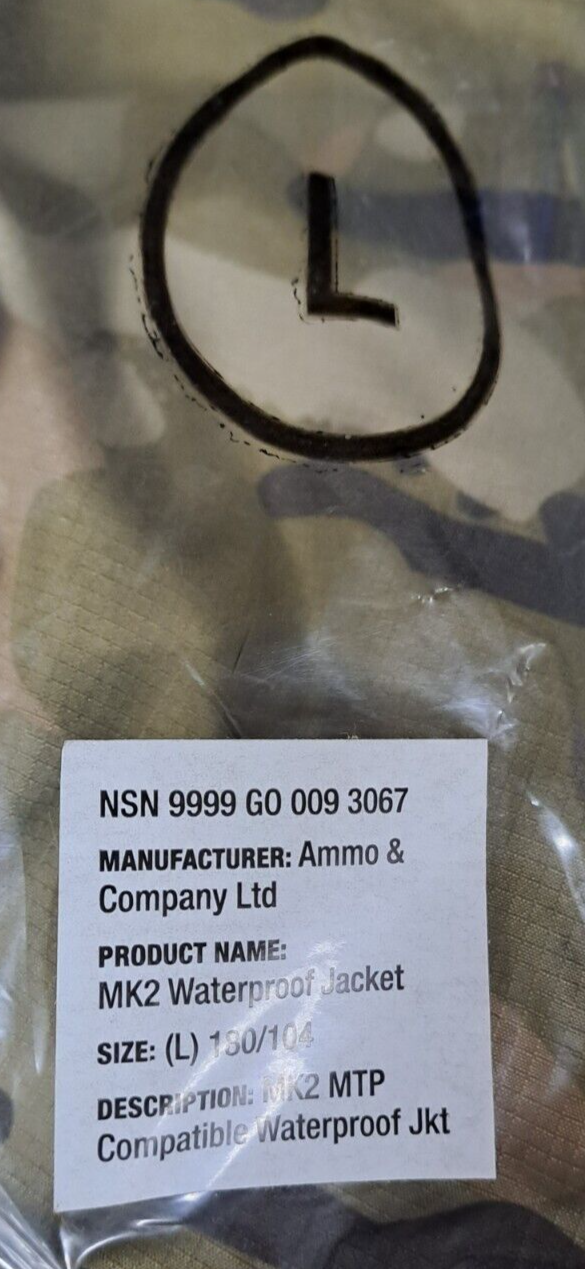 L
NSN 9999 GO 009 3067
MANUFACTURER: Ammo &
Company Ltd
PRODUCT NAME:
MK2 Waterproof Jacket
SIZE: (L) 180/104
DESCRIPTION: MK2 MTP
Compatible Waterproof Jkt